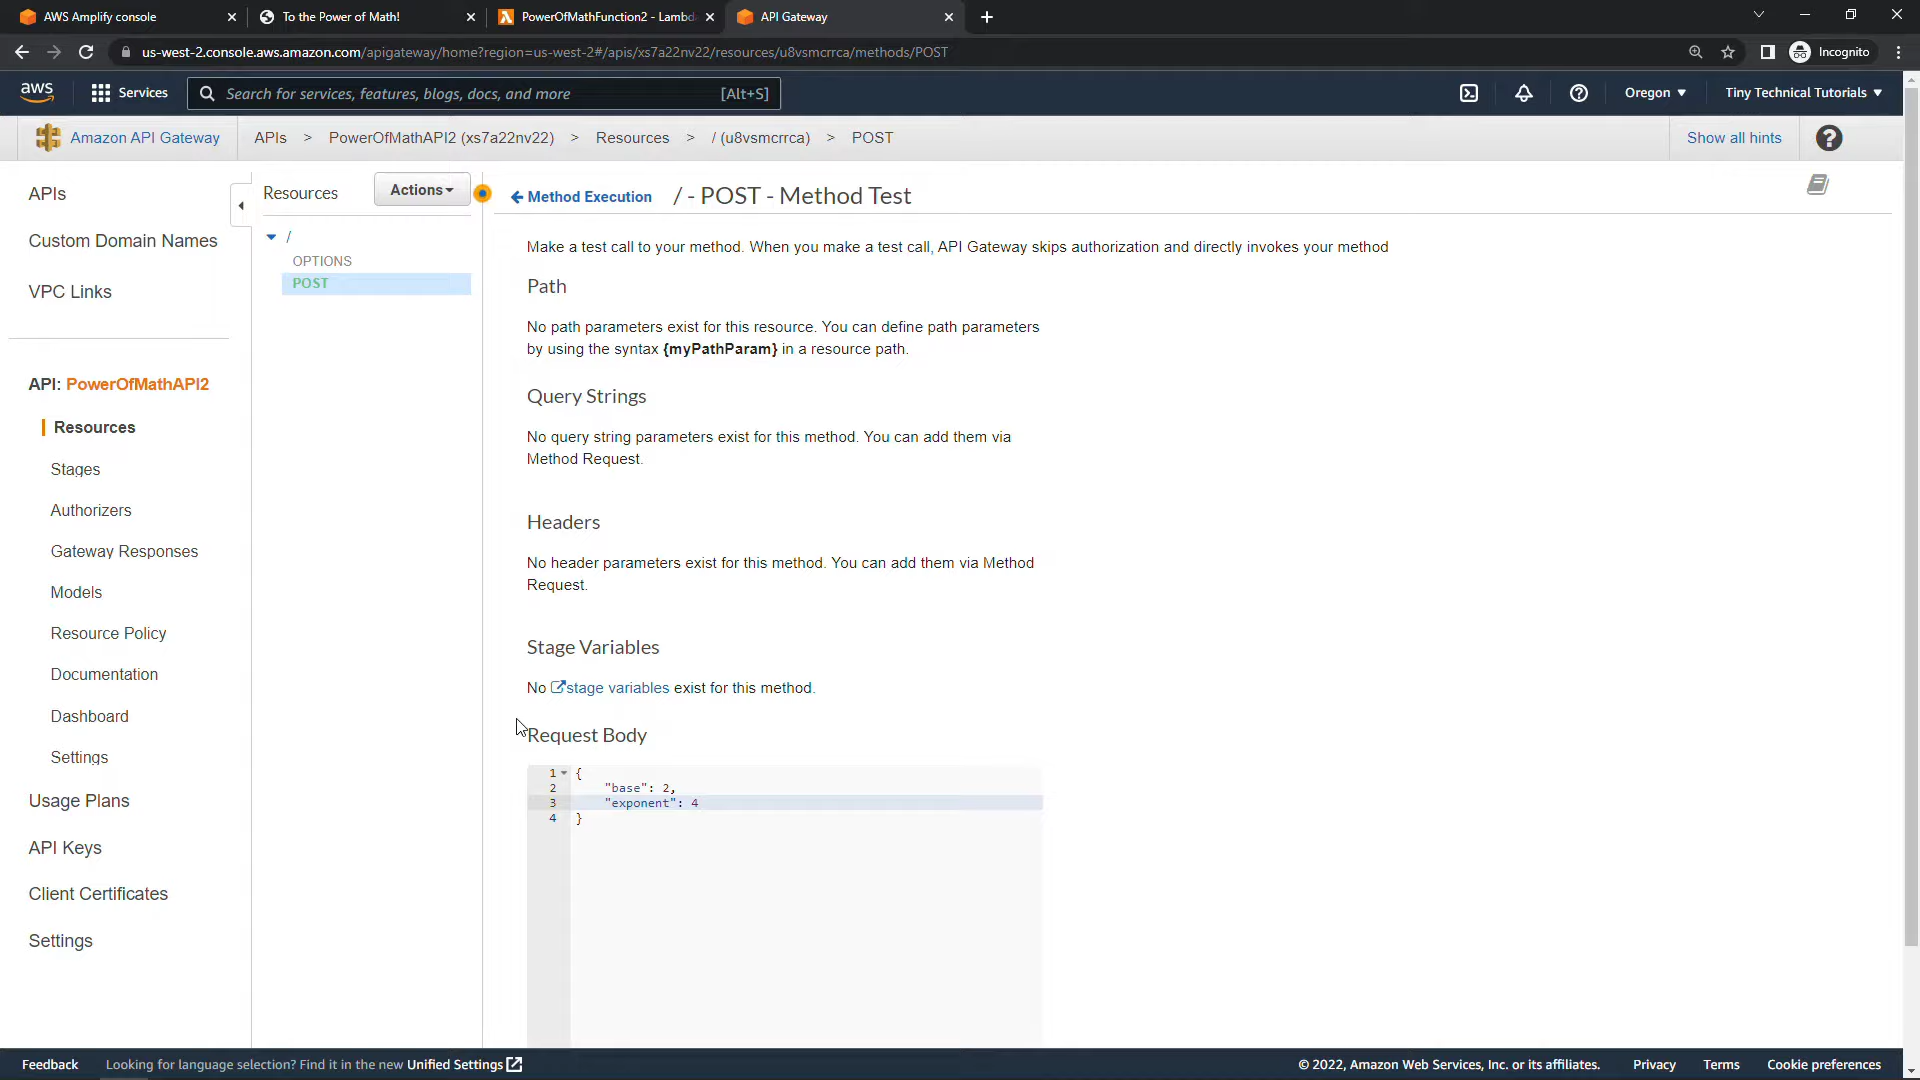 AWS Amplify console
To the Power of Math!
PowerOfMathFunction2 - Lambd
API Gateway
us-west-2.console.aws.amazon.com/apigateway/home?region=us-west-2#/apis/xs7a22nv22/resources/u8vsmcrrca/methods/POST
Incognito
aws
Services
Search for services, features, blogs, docs, and more
[Alt+S]
Oregon
Tiny Technical Tutorials
Amazon API Gateway
APIs > PowerOfMathAPI2 (xs7a22nv22) > Resources > / (u8vsmcrrca) > POST
Show all hints
?
APIs
Custom Domain Names
VPC Links
API: PowerOfMathAPI2
Resources
Stages
Authorizers
Gateway Responses
Models
Resource Policy
Documentation
Dashboard
Settings
Usage Plans
API Keys
Client Certificates
Settings
Resources
Actions
/
OPTIONS
POST
Method Execution
/ - POST - Method Test
Make a test call to your method. When you make a test call, API Gateway skips authorization and directly invokes your method
Path
No path parameters exist for this resource. You can define path parameters
by using the syntax {myPathParam} in a resource path.
Query Strings
No query string parameters exist for this method. You can add them via
Method Request.
Headers
No header parameters exist for this method. You can add them via Method
Request.
Stage Variables
No stage variables exist for this method.
Request Body
1 {
2 "base": 2,
3 "exponent": 4
4 }
Feedback
Looking for language selection? Find it in the new Unified Settings
© 2022, Amazon Web Services, Inc. or its affiliates.
Privacy
Terms
Cookie preferences